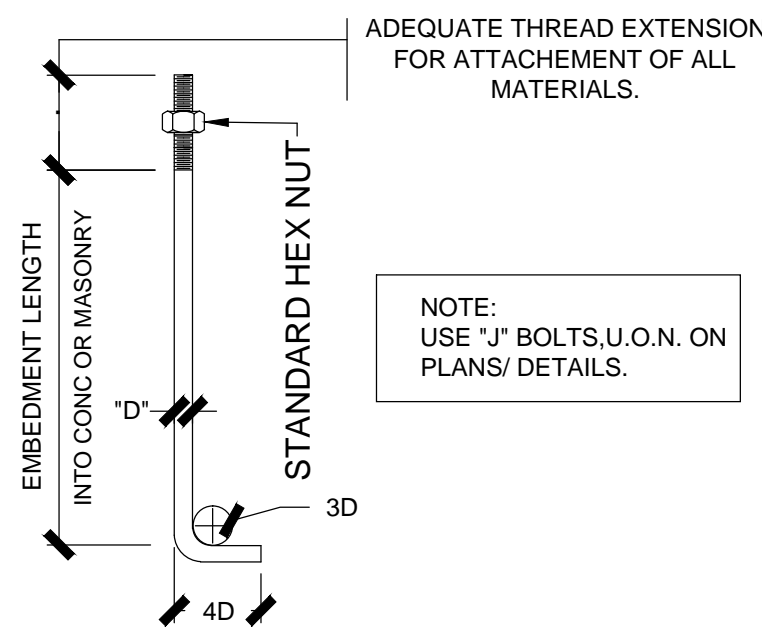 ADEQUATE THREAD EXTENSION
FOR ATTACHEMENT OF ALL
MATERIALS.
STANDARD HEX NUT
EMBEDMENT LENGTH
INTO CONC OR MASONRY
NOTE:
USE "J" BOLTS,U.O.N. ON
PLANS/ DETAILS.
"D"
3D
4D